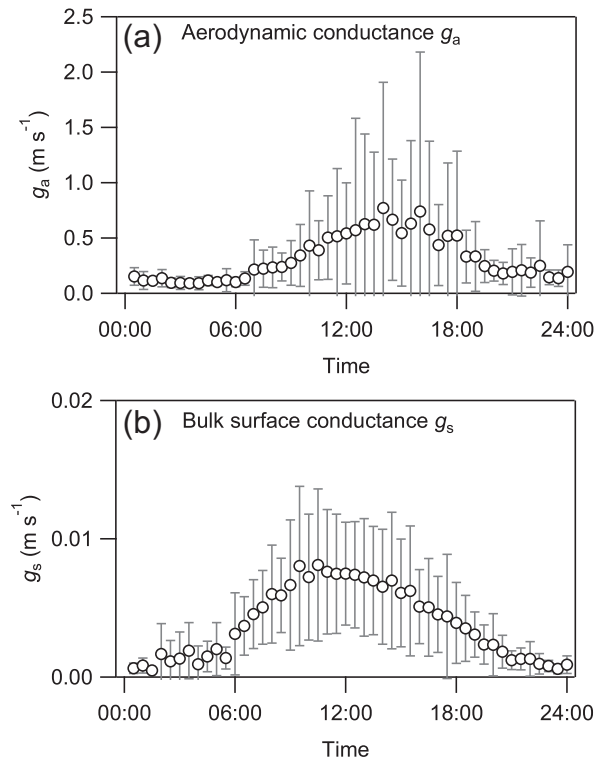 (a) Aerodynamic conductance gₐ
2.5
2.0
1.5
1.0
0.5
0.0
gₐ (m s⁻¹)
00:00 06:00 12:00 18:00 24:00
Time
(b) Bulk surface conductance gₛ
0.02
0.01
0.00
gₛ (m s⁻¹)
00:00 06:00 12:00 18:00 24:00
Time